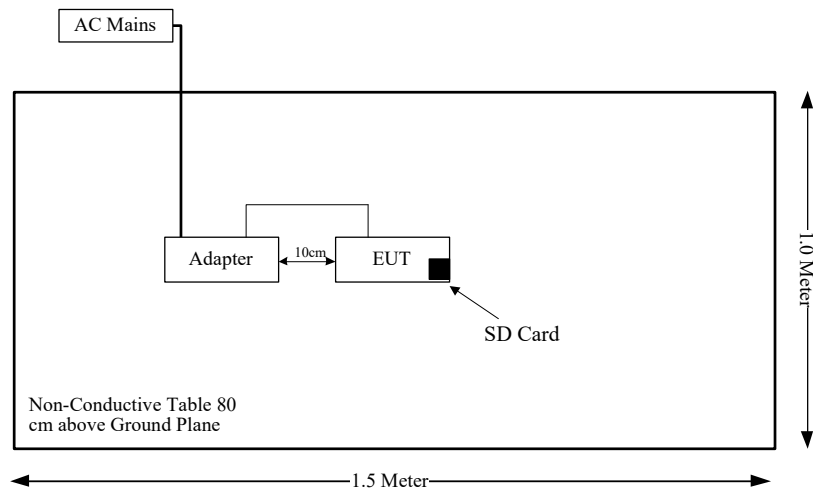 AC Mains
Adapter
10cm
EUT
SD Card
1.0 Meter
Non-Conductive Table 80
cm above Ground Plane
1.5 Meter